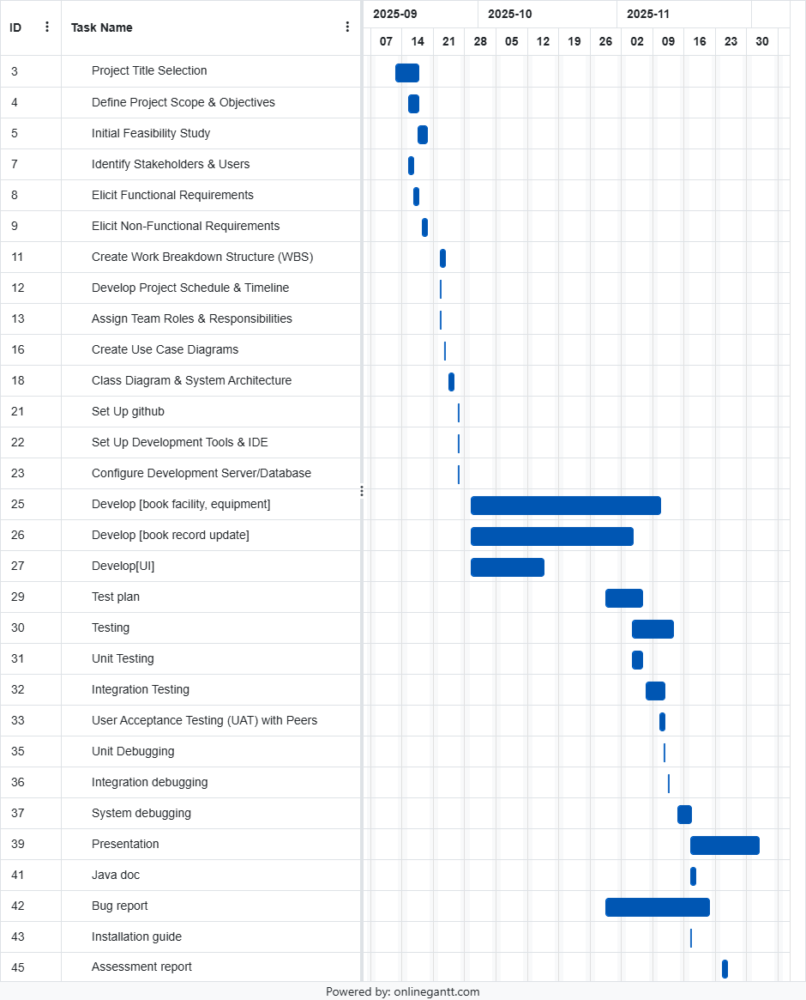 2025-09 2025-10 2025-11
ID Task Name
07 14 21 28 05 12 19 26 02 09 16 23 30
3 Project Title Selection
4 Define Project Scope & Objectives
5 Initial Feasibility Study
7 Identify Stakeholders & Users
8 Elicit Functional Requirements
9 Elicit Non-Functional Requirements
11 Create Work Breakdown Structure (WBS)
12 Develop Project Schedule & Timeline
13 Assign Team Roles & Responsibilities
16 Create Use Case Diagrams
18 Class Diagram & System Architecture
21 Set Up github
22 Set Up Development Tools & IDE
23 Configure Development Server/Database
25 Develop [book facility, equipment]
26 Develop [book record update]
27 Develop[UI]
29 Test plan
30 Testing
31 Unit Testing
32 Integration Testing
33 User Acceptance Testing (UAT) with Peers
35 Unit Debugging
36 Integration debugging
37 System debugging
39 Presentation
41 Java doc
42 Bug report
43 Installation guide
45 Assessment report
Powered by: onlinegantt.com